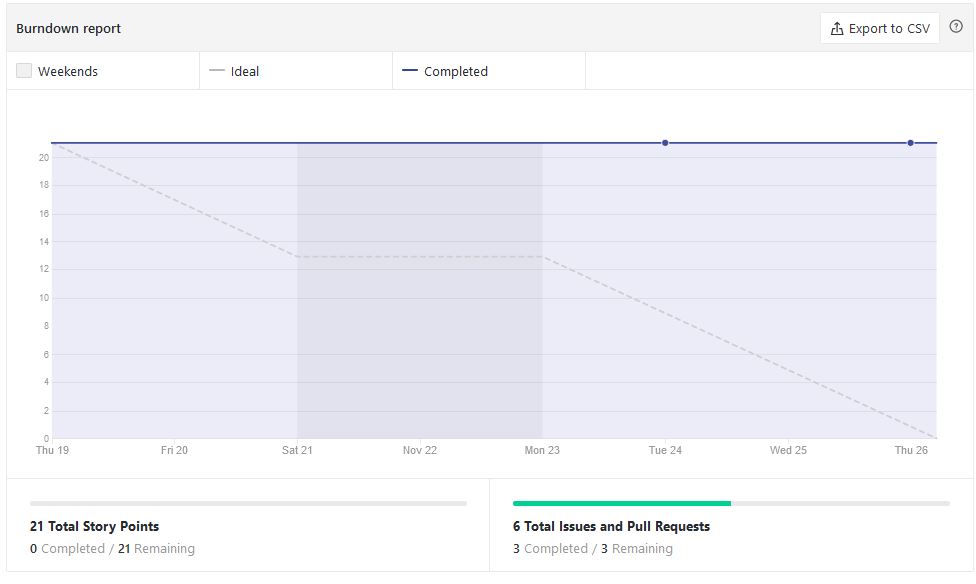 Burndown report
Export to CSV
Weekends
Ideal
Completed
20
18
16
14
12
10
8
6
4
2
0
Thu 19 Fri 20 Sat 21 Nov 22 Mon 23 Tue 24 Wed 25 Thu 26
21 Total Story Points
0 Completed / 21 Remaining
6 Total Issues and Pull Requests
3 Completed / 3 Remaining